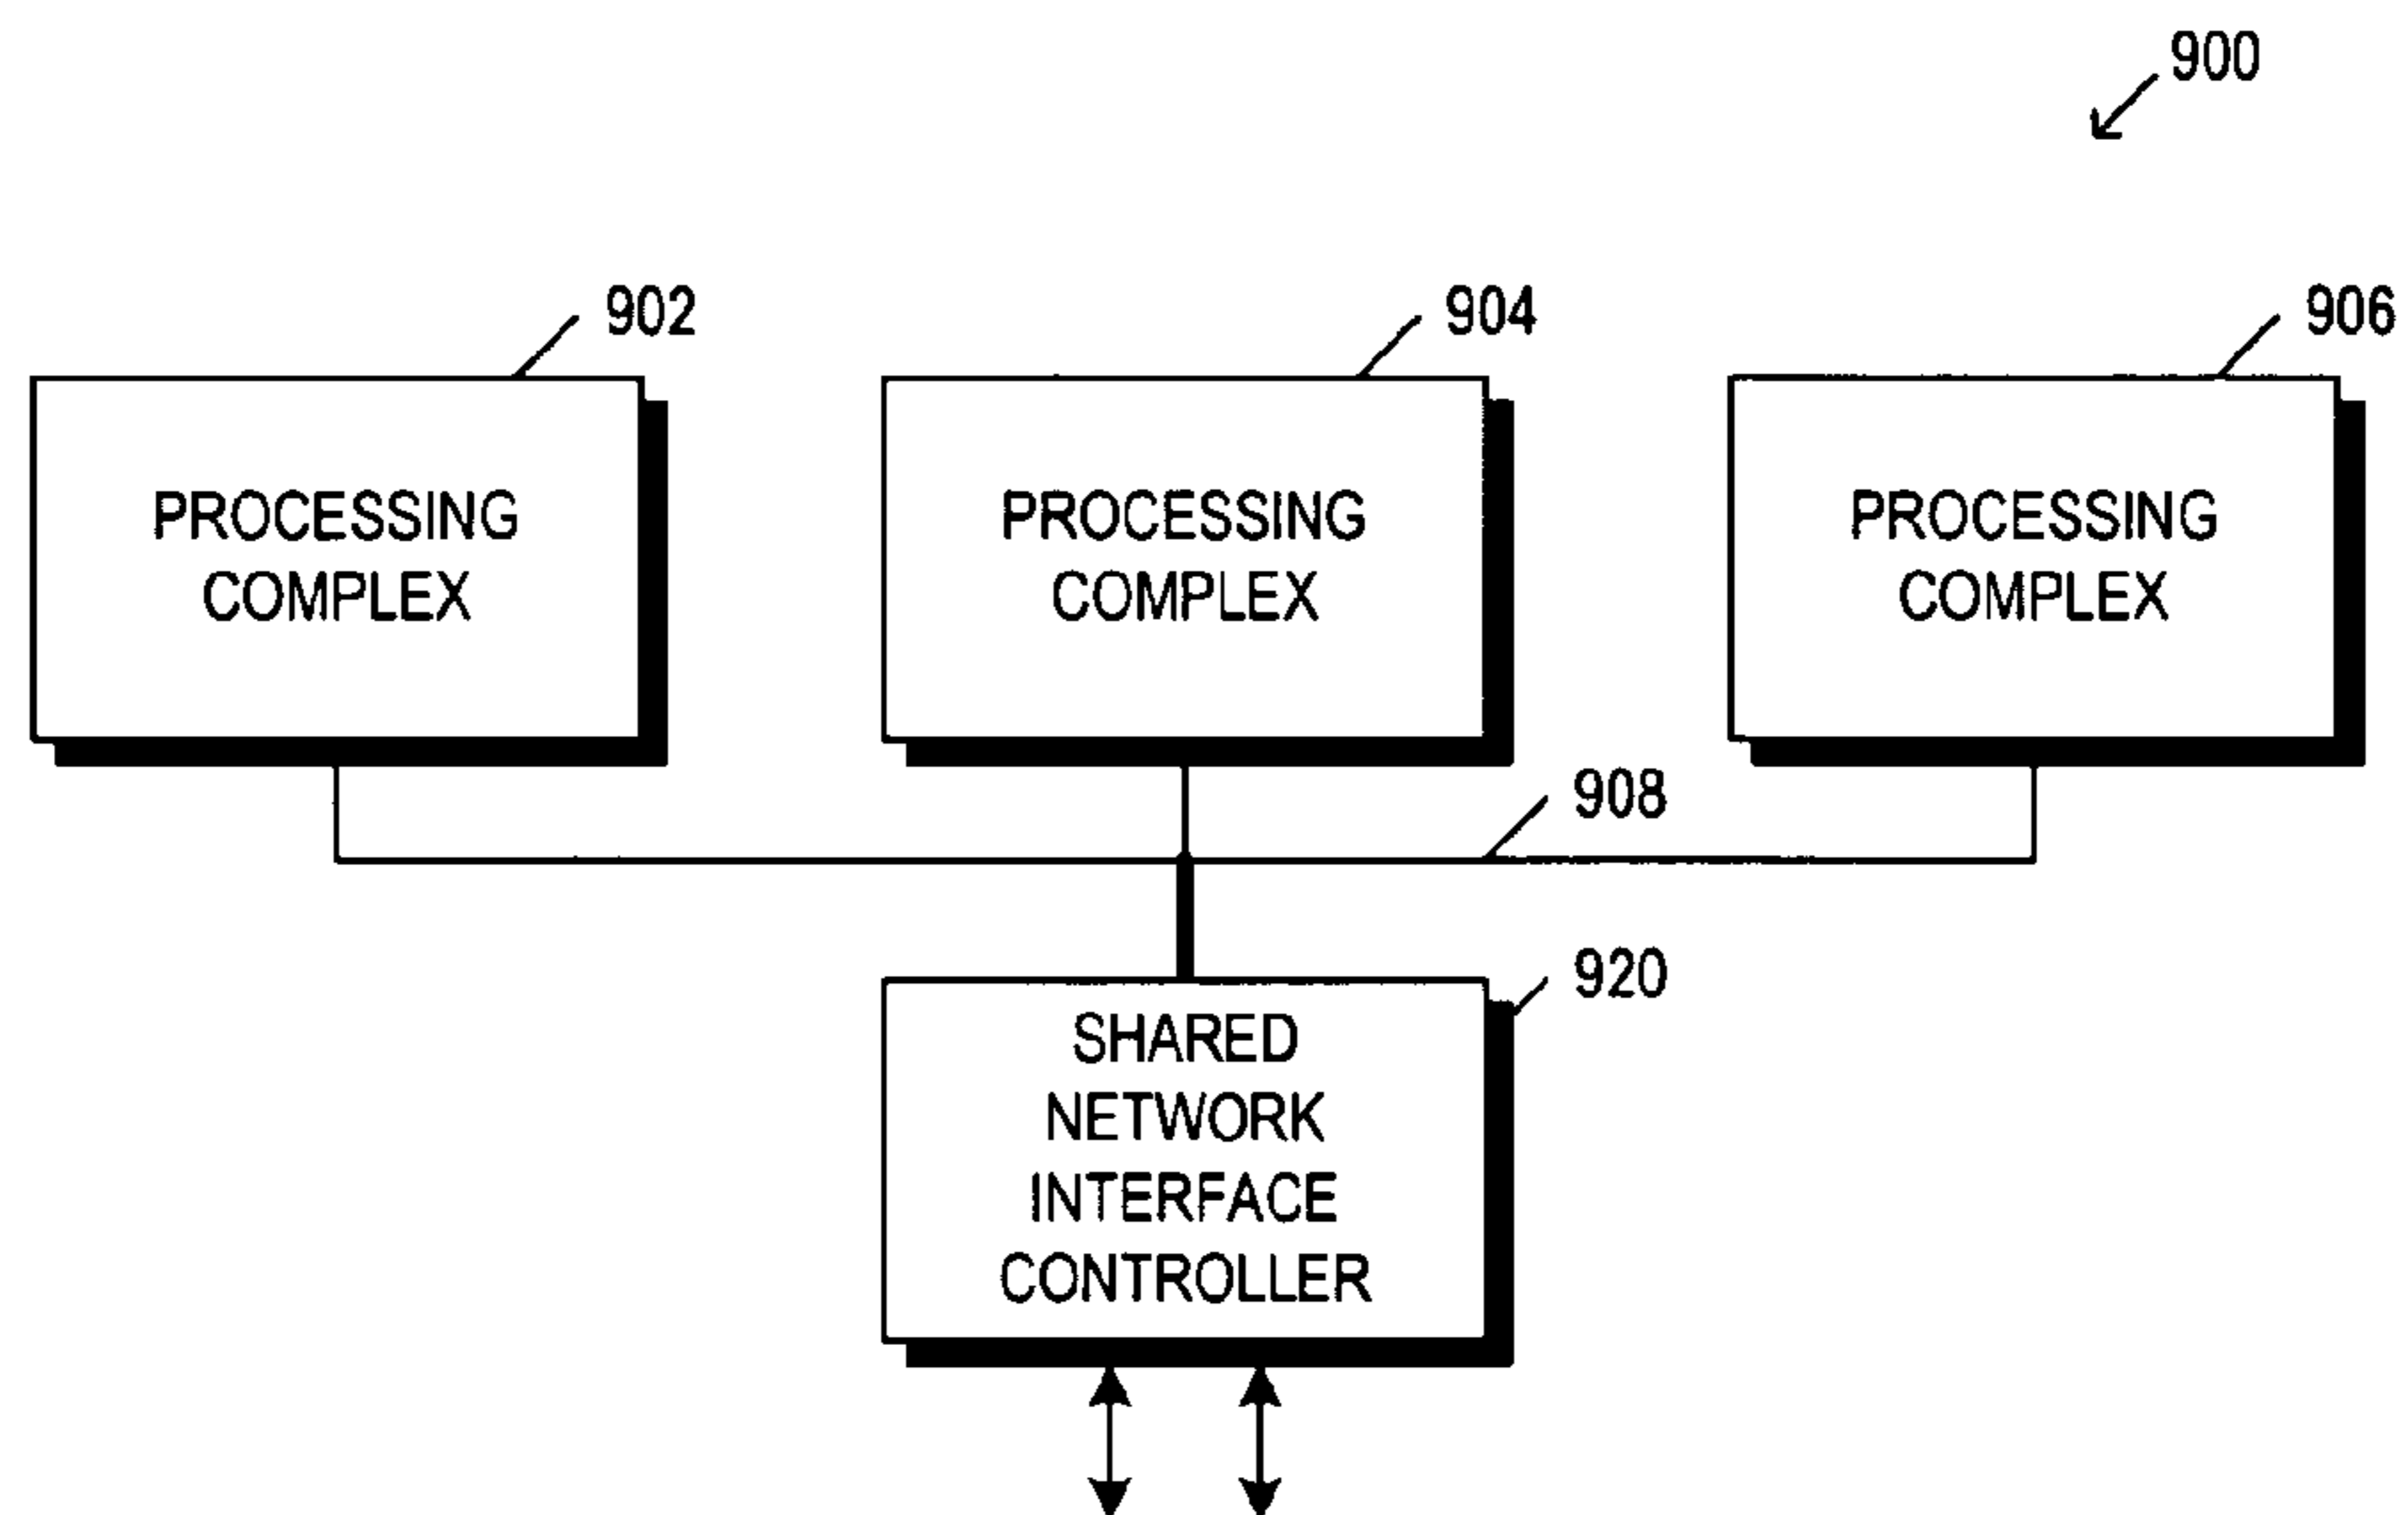 900
902
904
906
PROCESSING
COMPLEX
PROCESSING
COMPLEX
PROCESSING
COMPLEX
908
920
SHARED
NETWORK
INTERFACE
CONTROLLER